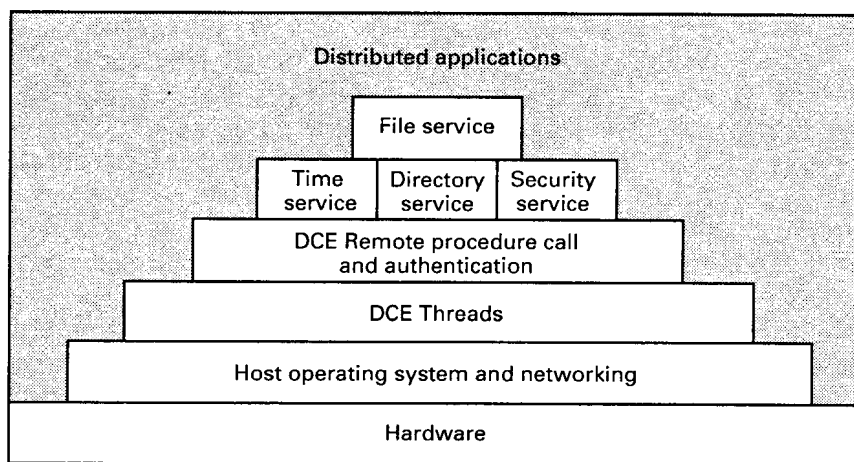 Distributed applications
File service
Time
service
Directory
service
Security
service
DCE Remote procedure call
and authentication
DCE Threads
Host operating system and networking
Hardware